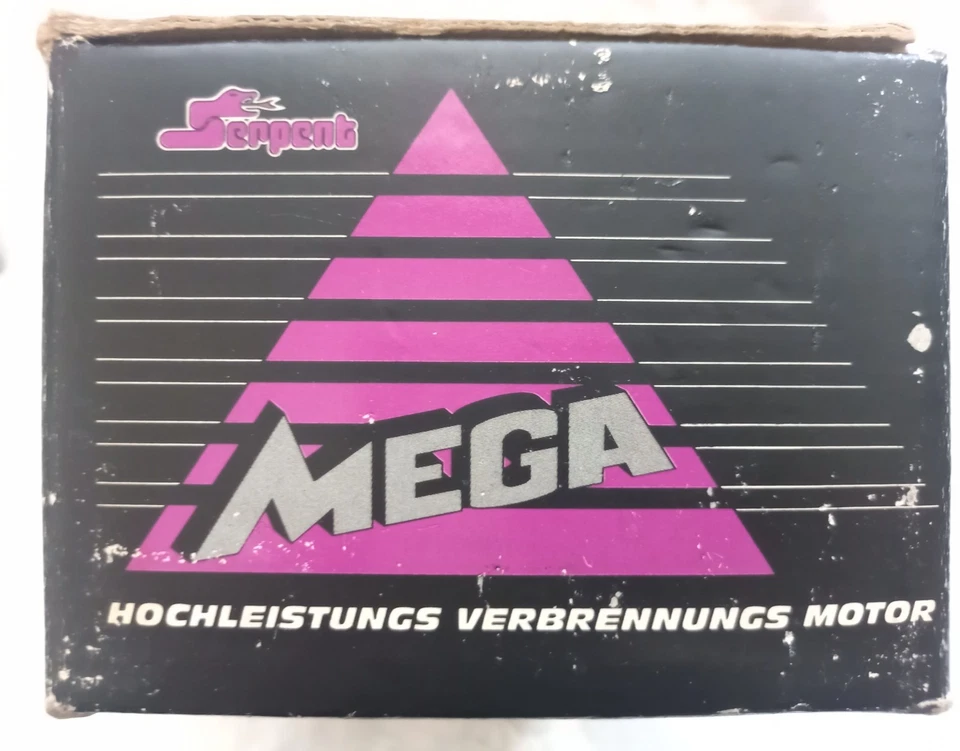 Serpent
MEGA
HOCHLEISTUNGS VERBRENNUNGS MOTOR